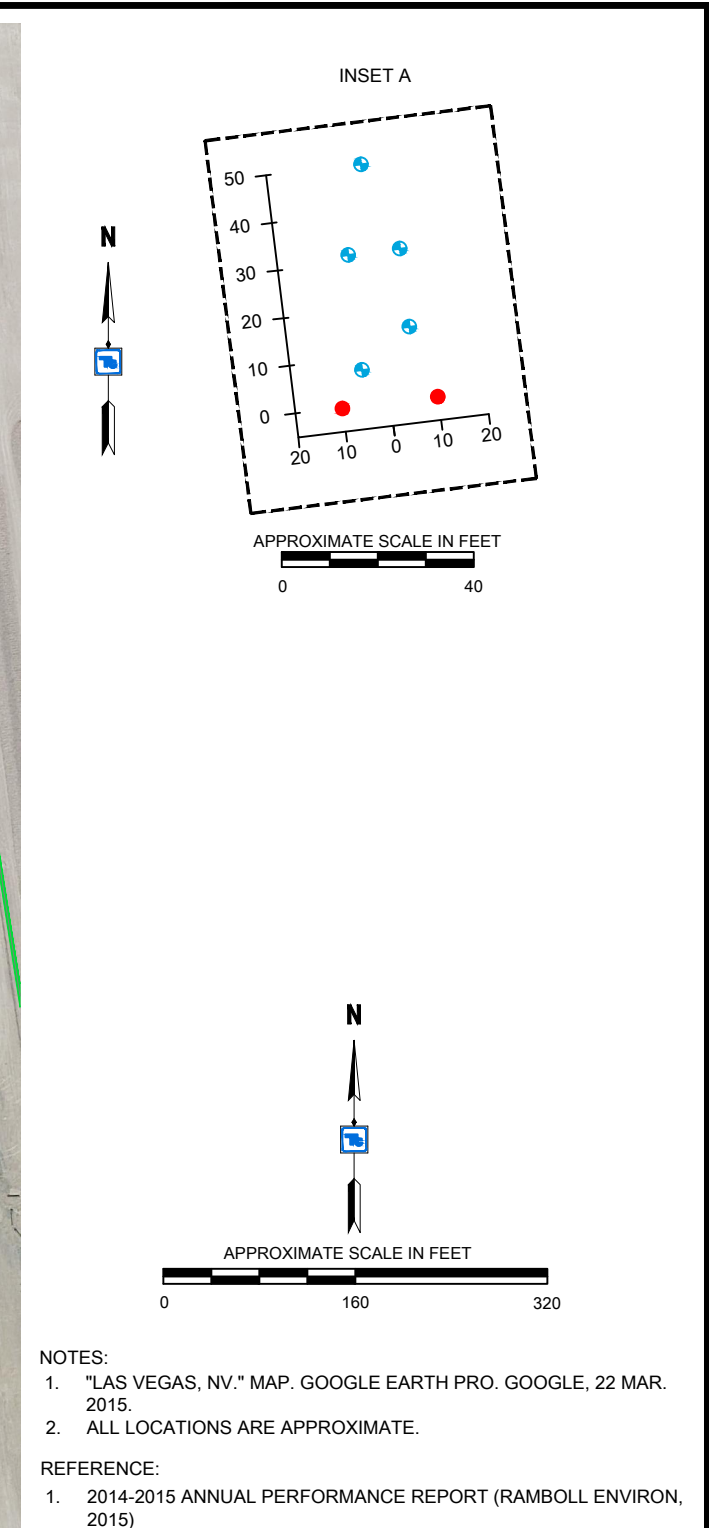 INSET A
50
40
30
20
10
0
20 10 0 10 20
N
APPROXIMATE SCALE IN FEET
0 40
N
APPROXIMATE SCALE IN FEET
0 160 320
NOTES:
1. "LAS VEGAS, NV." MAP. GOOGLE EARTH PRO. GOOGLE, 22 MAR.
2015.
2. ALL LOCATIONS ARE APPROXIMATE.
REFERENCE:
1. 2014-2015 ANNUAL PERFORMANCE REPORT (RAMBOLL ENVIRON,
2015)